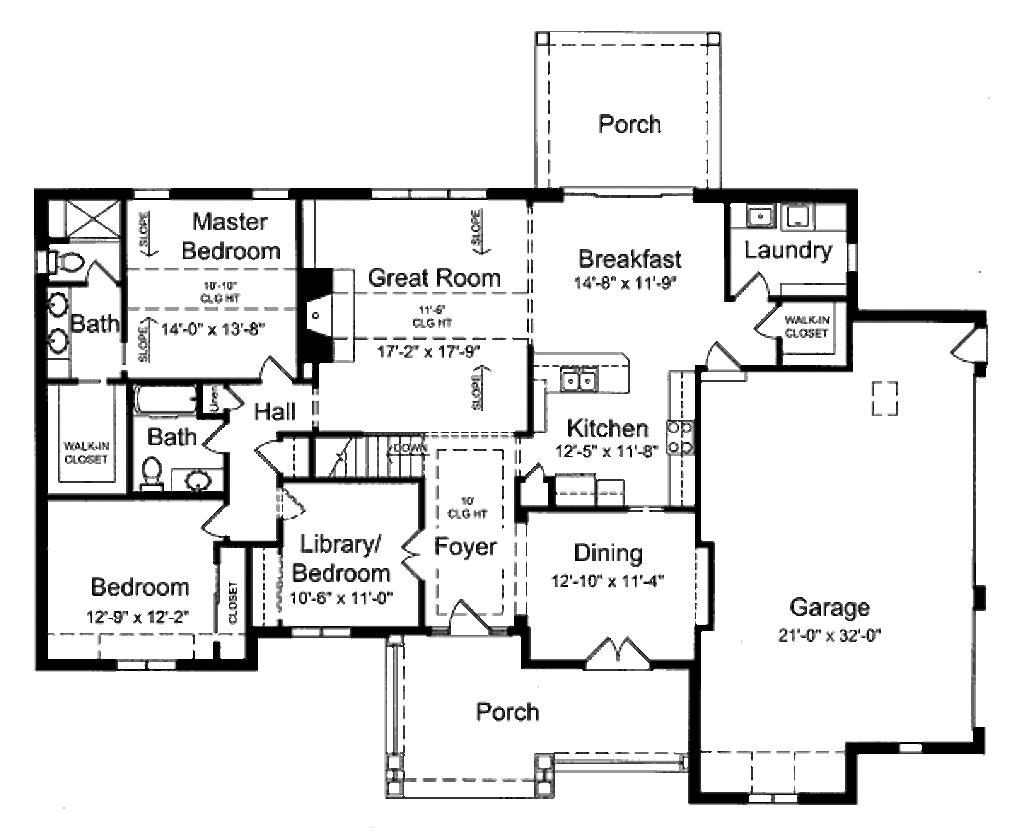 Porch
SLOPE
Master
Bedroom
10'-10"
CLG HT
14'-0" x 13'-8"
SLOPE
Bath
Great Room
11'-6"
CLG HT
17'-2" x 17'-9"
SLOPE
SLOPE
Breakfast
14'-8" x 11'-9"
Laundry
WALK-IN
CLOSET
Linen
Hall
Bath
WALK-IN
CLOSET
DOWN
Kitchen
12'-5" x 11'-8"
10'
CLG HT
Foyer
Library/
Bedroom
10'-6" x 11'-0"
Dining
12'-10" x 11'-4"
Bedroom
12'-9" x 12'-2"
CLOSET
Garage
21'-0" x 32'-0"
Porch